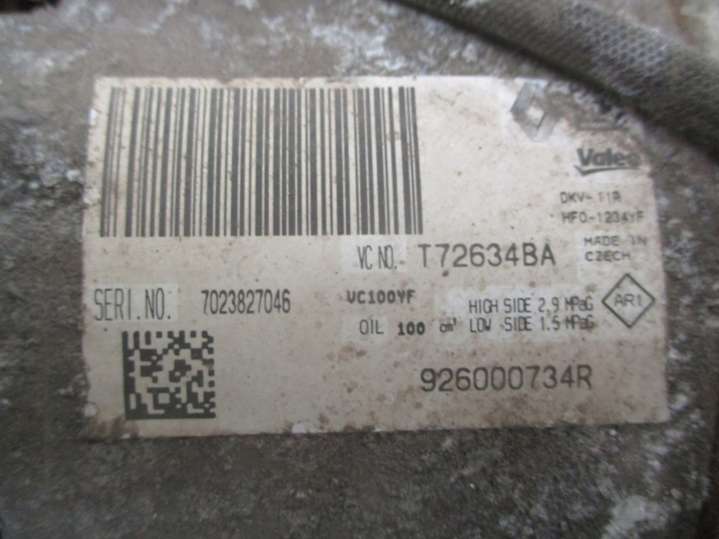 Valeo
DKV-11R
HFO-1234YF
MADE IN
CZECH
VC NO. T72634BA
SERI.NO. 7023827046
VC100YF
OIL 100 cm³
HIGH SIDE 2,9 MPaG
LOW SIDE 1.5 MPaG
AR1
926000734R